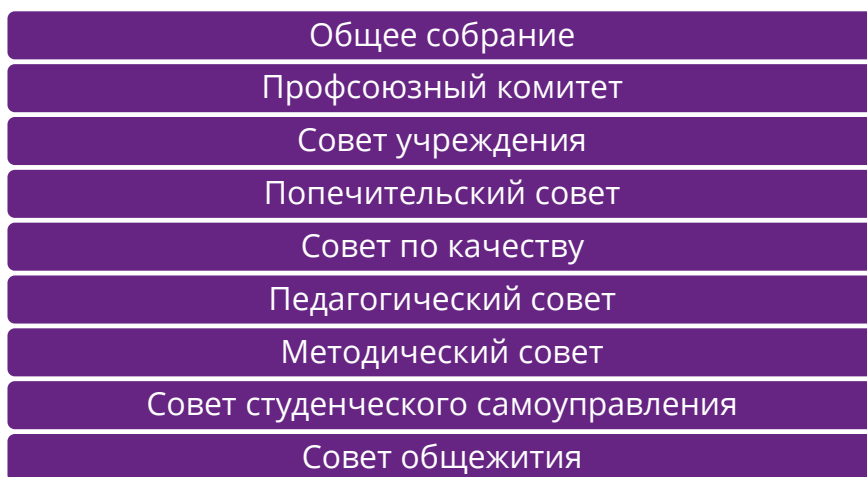 Общее собрание
Профсоюзный комитет
Совет учреждения
Попечительский совет
Совет по качеству
Педагогический совет
Методический совет
Совет студенческого самоуправления
Совет общежития